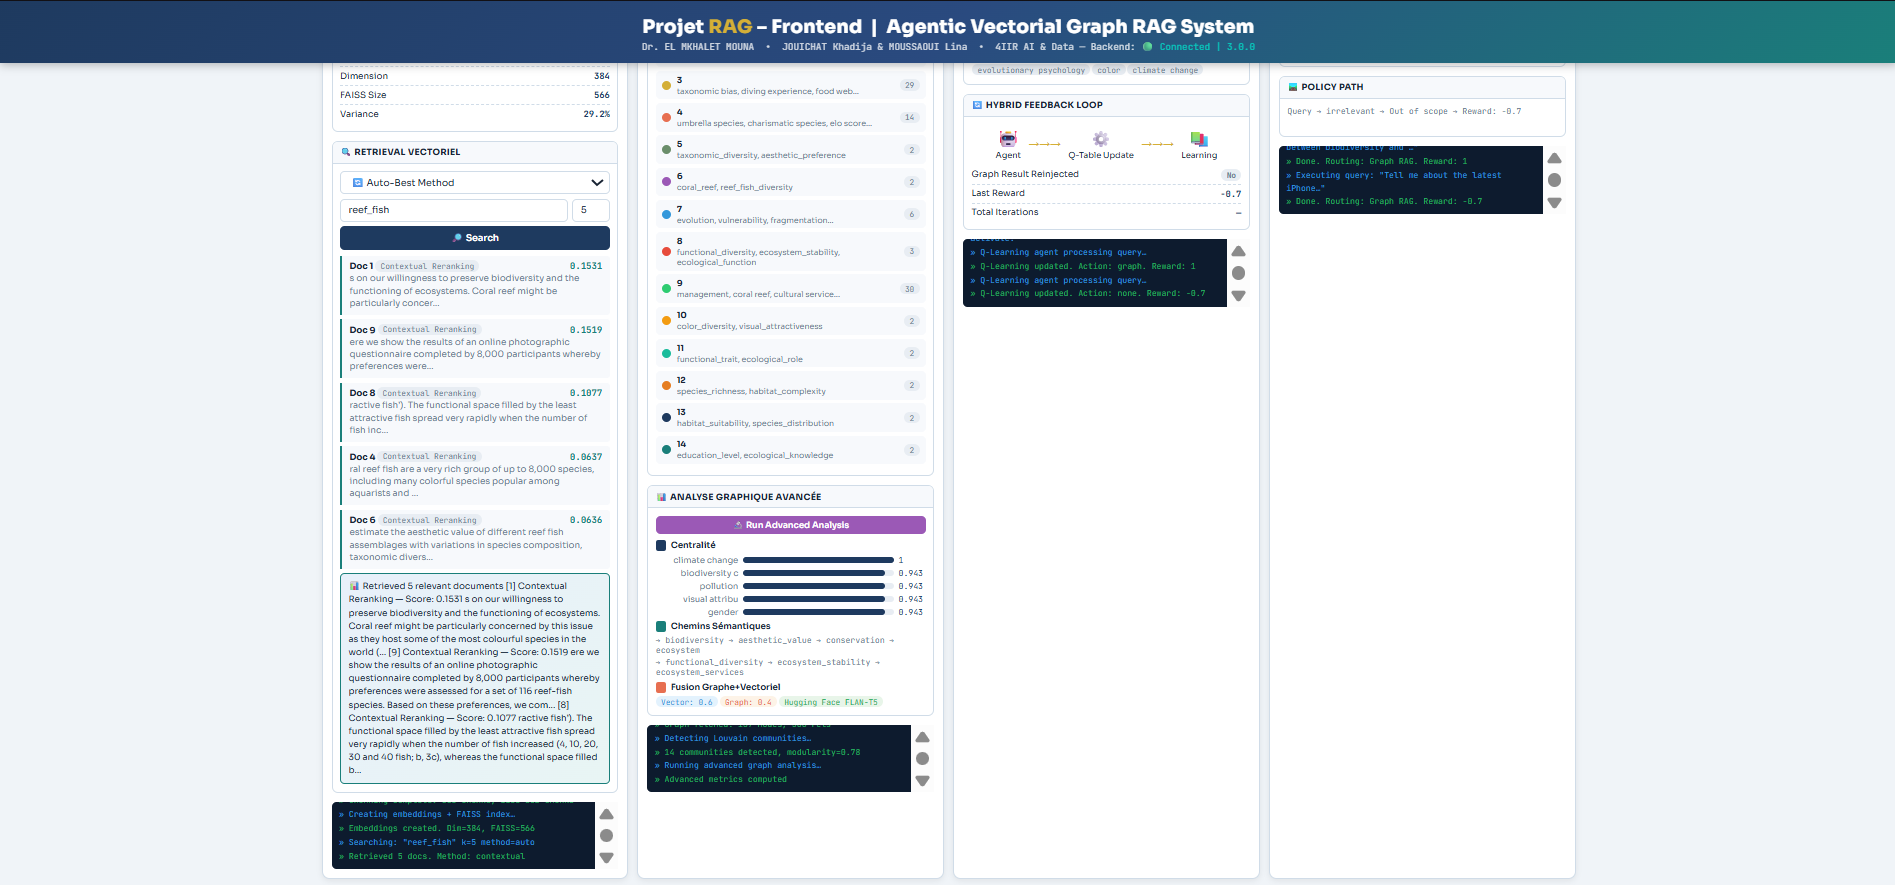 Projet RAG – Frontend | Agentic Vectorial Graph RAG System
Dr. EL MKHALET MOUNA • JOUICHAT Khadija & MOUSSAOUI Lina • 4IIR AI & Data — Backend: Connected | 3.0.0
Dimension 384
FAISS Size 566
Variance 29.2%
RETRIEVAL VECTORIEL
Auto-Best Method
reef_fish 5
Search
Doc 1 Contextual Reranking 0.1531
s on our willingness to preserve biodiversity and the
functioning of ecosystems. Coral reef might be
particularly concer...
Doc 9 Contextual Reranking 0.1519
ere we show the results of an online photographic
questionnaire completed by 8,000 participants whereby
preferences were...
Doc 8 Contextual Reranking 0.1077
ractive fish'). The functional space filled by the least
attractive fish spread very rapidly when the number of
fish inc...
Doc 4 Contextual Reranking 0.0637
ral reef fish are a very rich group of up to 8,000 species,
including many colorful species popular among
aquarists and ...
Doc 6 Contextual Reranking 0.0636
estimate the aesthetic value of different reef fish
assemblages with variations in species composition,
taxonomic divers...
Retrieved 5 relevant documents [1] Contextual
Reranking — Score: 0.1531 s on our willingness to
preserve biodiversity and the functioning of ecosystems.
Coral reef might be particularly concerned by this issue
as they host some of the most colourful species in the
world (... [9] Contextual Reranking — Score: 0.1519 ere we
show the results of an online photographic
questionnaire completed by 8,000 participants whereby
preferences were assessed for a set of 116 reef-fish
species. Based on these preferences, we com... [8]
Contextual Reranking — Score: 0.1077 ractive fish'). The
functional space filled by the least attractive fish spread
very rapidly when the number of fish increased (4, 10, 20,
30 and 40 fish; b, 3c), whereas the functional space filled
b...
» Creating embeddings + FAISS index…
» Embeddings created. Dim=384, FAISS=566
» Searching: "reef_fish" k=5 method=auto
» Retrieved 5 docs. Method: contextual
3
taxonomic bias, diving experience, food web... 29
4
umbrella species, charismatic species, elo score... 14
5
taxonomic_diversity, aesthetic_preference 2
6
coral_reef, reef_fish_diversity 2
7
evolution, vulnerability, fragmentation... 6
8
functional_diversity, ecosystem_stability, 3
ecological_function
9
management, coral reef, cultural service... 30
10
color_diversity, visual_attractiveness 2
11
functional_trait, ecological_role 2
12
species_richness, habitat_complexity 2
13
habitat_suitability, species_distribution 2
14
education_level, ecological_knowledge 2
ANALYSE GRAPHIQUE AVANCÉE
Run Advanced Analysis
Centralité
climate change 1
biodiversity c 0.943
pollution 0.943
visual attribu 0.943
gender 0.943
Chemins Sémantiques
→ biodiversity → aesthetic_value → conservation →
ecosystem
→ functional_diversity → ecosystem_stability →
ecosystem_services
Fusion Graphe+Vectoriel
Vector: 0.6 Graph: 0.4 Hugging Face FLAN-T5
» Detecting Louvain communities…
» 14 communities detected, modularity=0.78
» Running advanced graph analysis…
» Advanced metrics computed
evolutionary psychology color climate change
HYBRID FEEDBACK LOOP
Agent Q-Table Update Learning
Graph Result Reinjected No
Last Reward -0.7
Total Iterations —
» Q-Learning agent processing query…
» Q-Learning updated. Action: graph. Reward: 1
» Q-Learning agent processing query…
» Q-Learning updated. Action: none. Reward: -0.7
POLICY PATH
Query → irrelevant → Out of scope → Reward: -0.7
between biodiversity and …"
» Done. Routing: Graph RAG. Reward: 1
» Executing query: "Tell me about the latest
iPhone…"
» Done. Routing: Graph RAG. Reward: -0.7